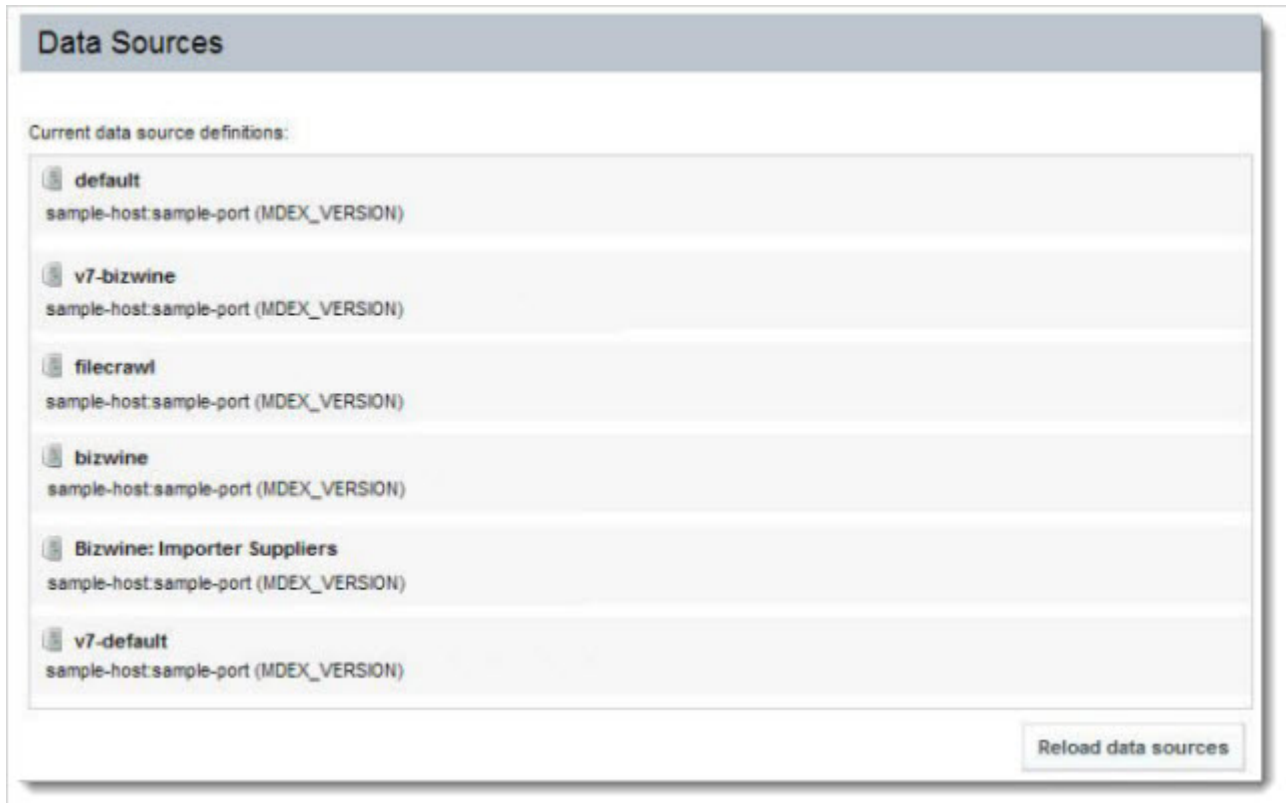 Data Sources
Current data source definitions:
default
sample-host:sample-port (MDEX_VERSION)
v7-bizwine
sample-host:sample-port (MDEX_VERSION)
filecrawl
sample-host:sample-port (MDEX_VERSION)
bizwine
sample-host:sample-port (MDEX_VERSION)
Bizwine: Importer Suppliers
sample-host:sample-port (MDEX_VERSION)
v7-default
sample-host:sample-port (MDEX_VERSION)
Reload data sources